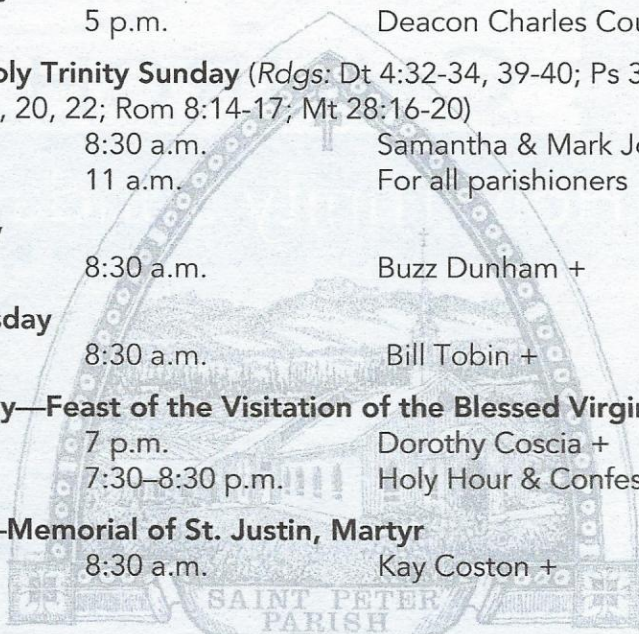 5 p.m. Deacon Charles
Trinity Sunday (Rdgs: Dt 4:32-34, 39-40; Ps
, 20, 22; Rom 8:14-17; Mt 28:16-20)
8:30 a.m. Samantha & Mark
11 a.m. For all parishioners
8:30 a.m. Buzz Dunham +
8:30 a.m. Bill Tobin +
—Feast of the Visitation of the Blessed
7 p.m. Dorothy Coscia +
7:30–8:30 p.m. Holy Hour &
-Memorial of St. Justin, Martyr
8:30 a.m. Kay Coston +
SAINT PETER
PARISH